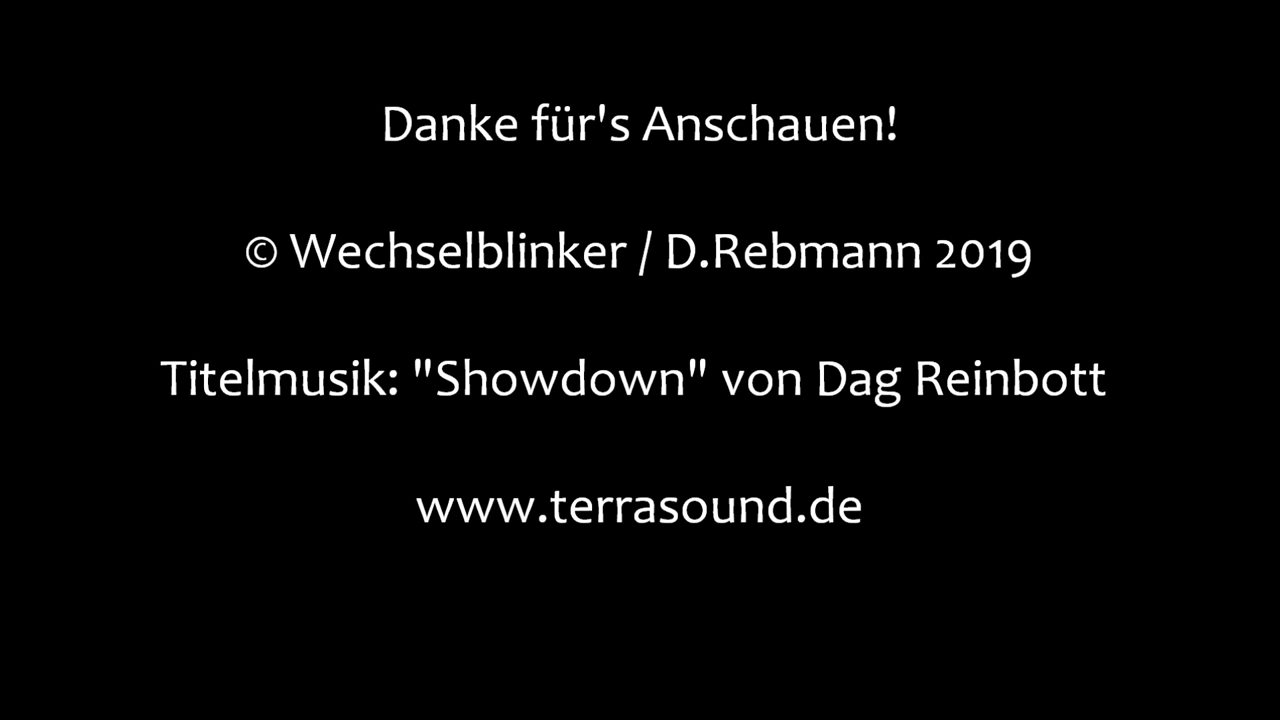 Danke für's Anschauen!
© Wechselblinker / D.Rebmann 2019
Titelmusik: "Showdown" von Dag Reinbott
www.terrasound.de